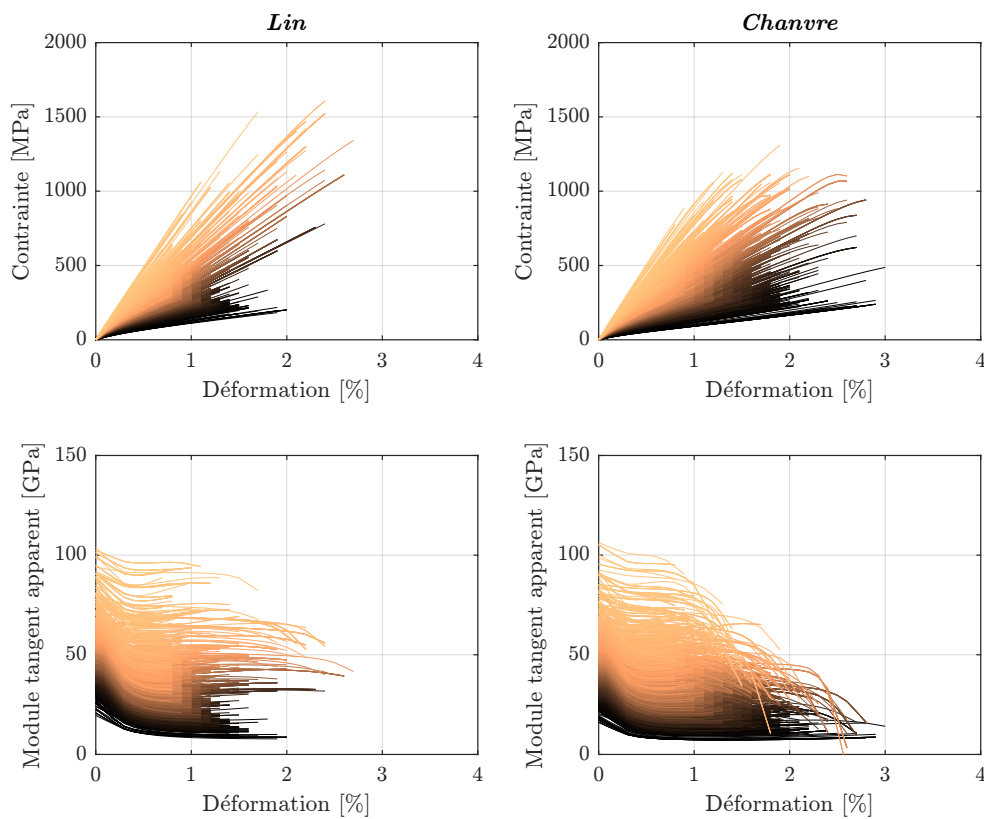 Lin
Contrainte [MPa]
2000
1500
1000
500
0
0 1 2 3 4
Déformation [%]
Chanvre
Contrainte [MPa]
2000
1500
1000
500
0
0 1 2 3 4
Déformation [%]
Module tangent apparent [GPa]
150
100
50
0
0 1 2 3 4
Déformation [%]
Module tangent apparent [GPa]
150
100
50
0
0 1 2 3 4
Déformation [%]